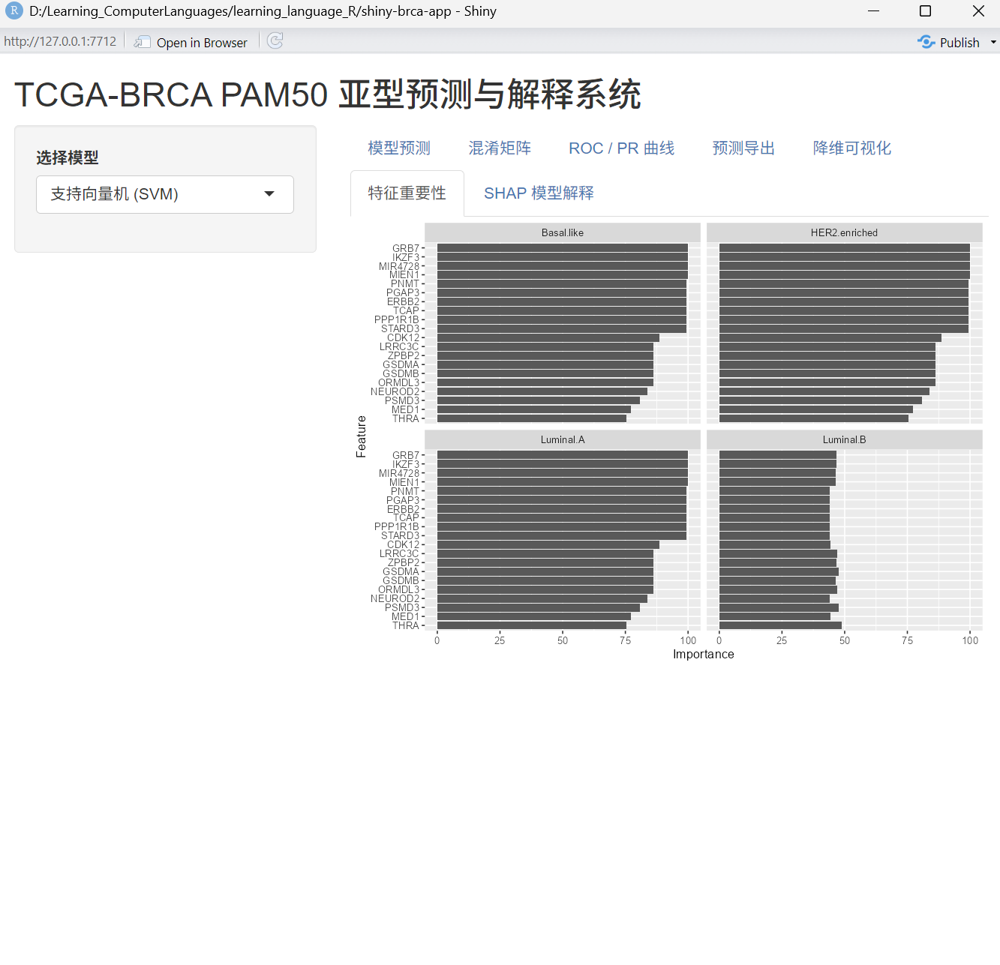 D:/Learning_ComputerLanguages/learning_language_R/shiny-brca-app - Shiny
http://127.0.0.1:7712 Open in Browser Publish
TCGA-BRCA PAM50 亚型预测与解释系统
选择模型
支持向量机 (SVM)
模型预测 混淆矩阵 ROC / PR 曲线 预测导出 降维可视化
特征重要性 SHAP 模型解释
Basal.like HER2.enriched
GRB7
IKZF3
MIR4728
MIEN1
PNMT
PGAP3
ERBB2
TCAP
PPP1R1B
STARD3
CDK12
LRRC3C
ZPBP2
GSDMA
GSDMB
ORMDL3
NEUROD2
PSMD3
MED1
THRA
Feature
Luminal.A Luminal.B
GRB7
IKZF3
MIR4728
MIEN1
PNMT
PGAP3
ERBB2
TCAP
PPP1R1B
STARD3
CDK12
LRRC3C
ZPBP2
GSDMA
GSDMB
ORMDL3
NEUROD2
PSMD3
MED1
THRA
0 25 50 75 100 0 25 50 75 100
Importance